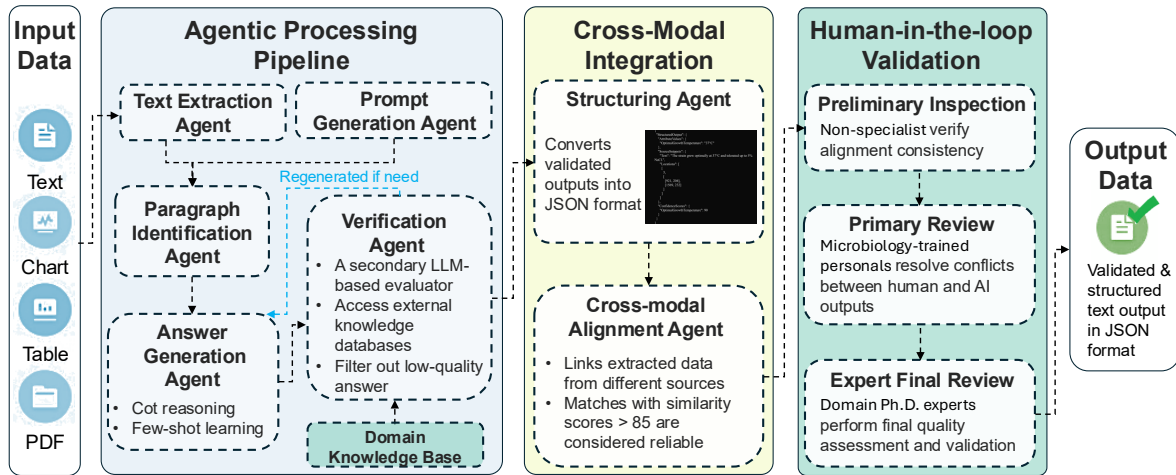 Input
Data
Text
Chart
Table
PDF
Agentic Processing
Pipeline
Text Extraction
Agent
Prompt
Generation Agent
Regenerated if need
Paragraph
Identification
Agent
Answer
Generation
Agent
• Cot reasoning
• Few-shot learning
Verification
Agent
• A secondary LLM-
based evaluator
• Access external
knowledge
databases
• Filter out low-quality
answer
Domain
Knowledge Base
Cross-Modal
Integration
Structuring Agent
Converts
validated
outputs into
JSON format
Cross-modal
Alignment Agent
• Links extracted data
from different sources
• Matches with similarity
scores > 85 are
considered reliable
Human-in-the-loop
Validation
Preliminary Inspection
Non-specialist verify
alignment consistency
Primary Review
Microbiology-trained
personals resolve conflicts
between human and AI
outputs
Expert Final Review
Domain Ph.D. experts
perform final quality
assessment and validation
Output
Data
Validated &
structured
text output
in JSON
format